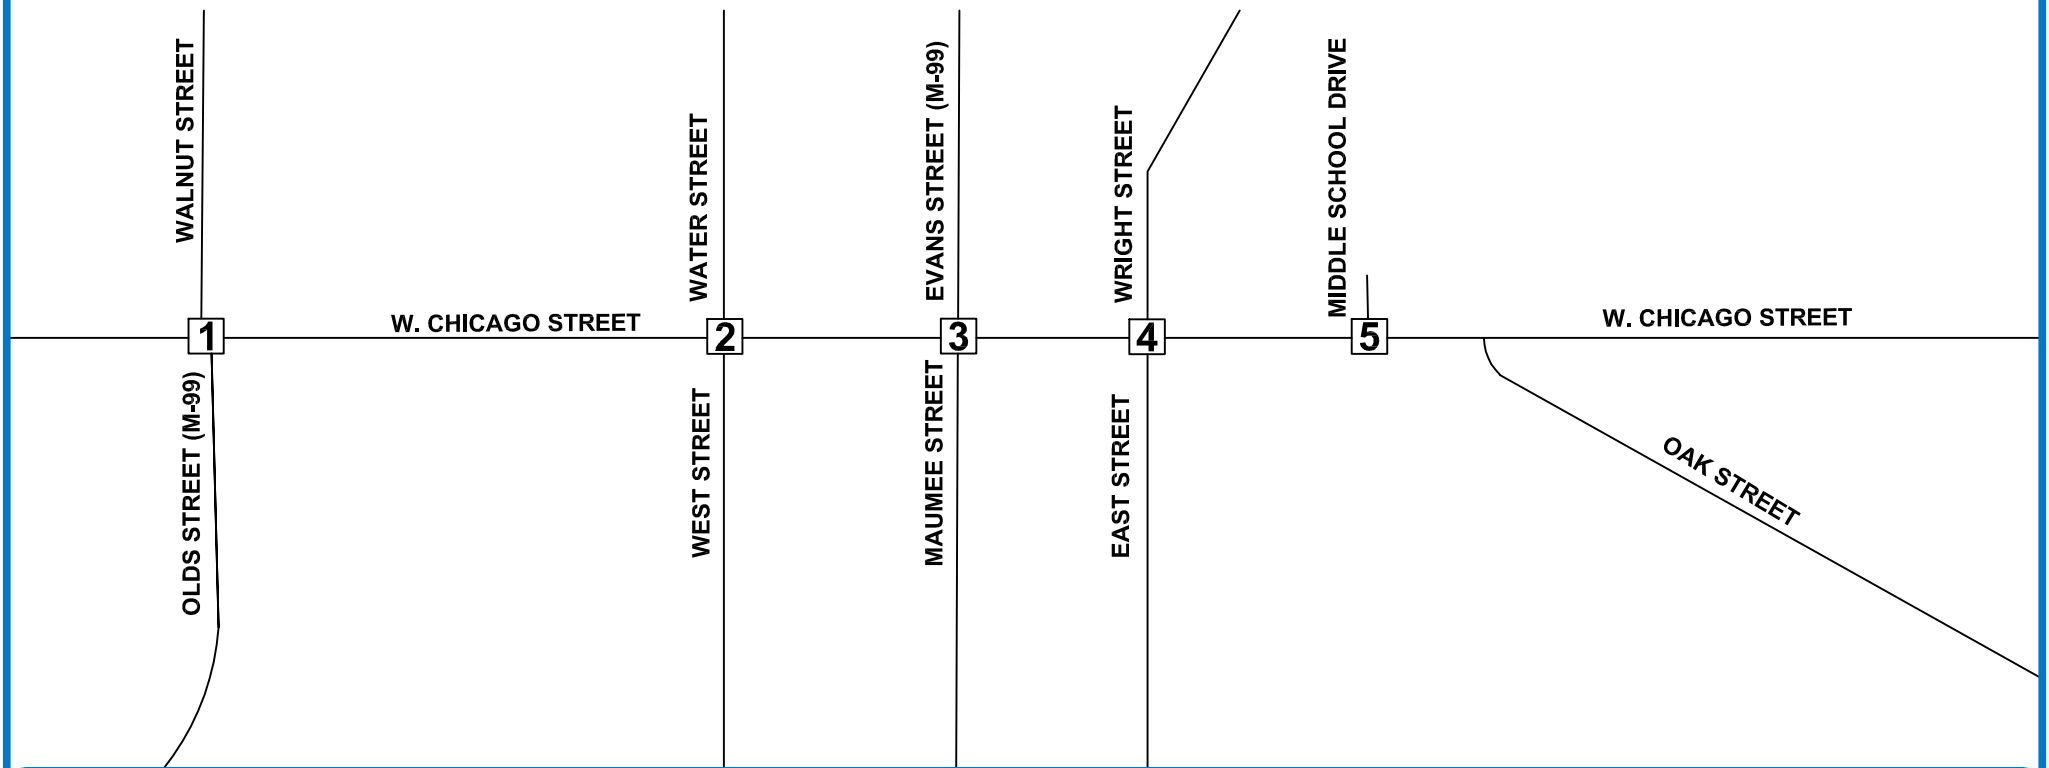 WALNUT STREET
WATER STREET
EVANS STREET (M-99)
WRIGHT STREET
MIDDLE SCHOOL DRIVE
W. CHICAGO STREET
W. CHICAGO STREET
1
2
3
4
5
OLDS STREET (M-99)
WEST STREET
MAUMEE STREET
EAST STREET
OAK STREET